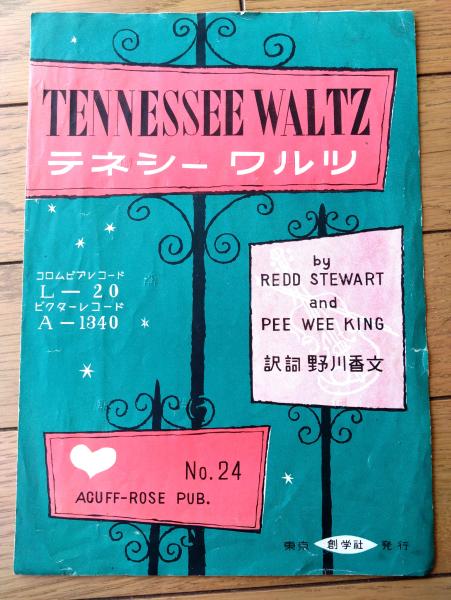 TENNESSEE WALTZ
テネシー ワルツ
コロムビアレコード
L－20
ビクターレコード
A－1340
by
REDD STEWART
and
PEE WEE KING
訳詞 野川香文
No.24
ACUFF-ROSE PUB.
東京 創学社 発行